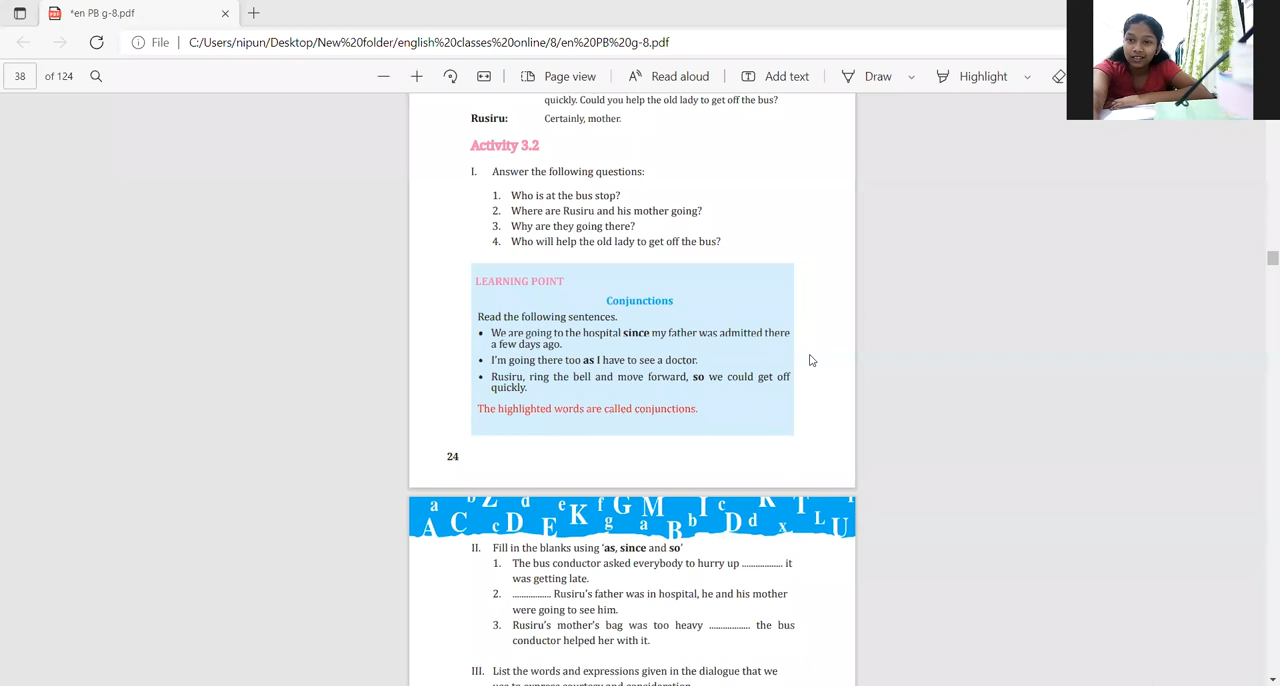 *en PB g-8.pdf
File | C:/Users/nipun/Desktop/New%20folder/english%20classes%20online/8/en%20PB%20g-8.pdf
38 of 124 Page view Read aloud Add text Draw Highlight
quickly. Could you help the old lady to get off the bus?
Rusiru: Certainly, mother.
Activity 3.2
I. Answer the following questions:
1. Who is at the bus stop?
2. Where are Rusiru and his mother going?
3. Why are they going there?
4. Who will help the old lady to get off the bus?
LEARNING POINT
Conjunctions
Read the following sentences.
• We are going to the hospital since my father was admitted there
a few days ago.
• I'm going there too as I have to see a doctor.
• Rusiru, ring the bell and move forward, so we could get off
quickly.
The highlighted words are called conjunctions.
24
II. Fill in the blanks using 'as, since and so'
1. The bus conductor asked everybody to hurry up .................. it
was getting late.
2. ................. Rusiru's father was in hospital, he and his mother
were going to see him.
3. Rusiru's mother's bag was too heavy .................. the bus
conductor helped her with it.
III. List the words and expressions given in the dialogue that we
use to express courtesy and consideration.